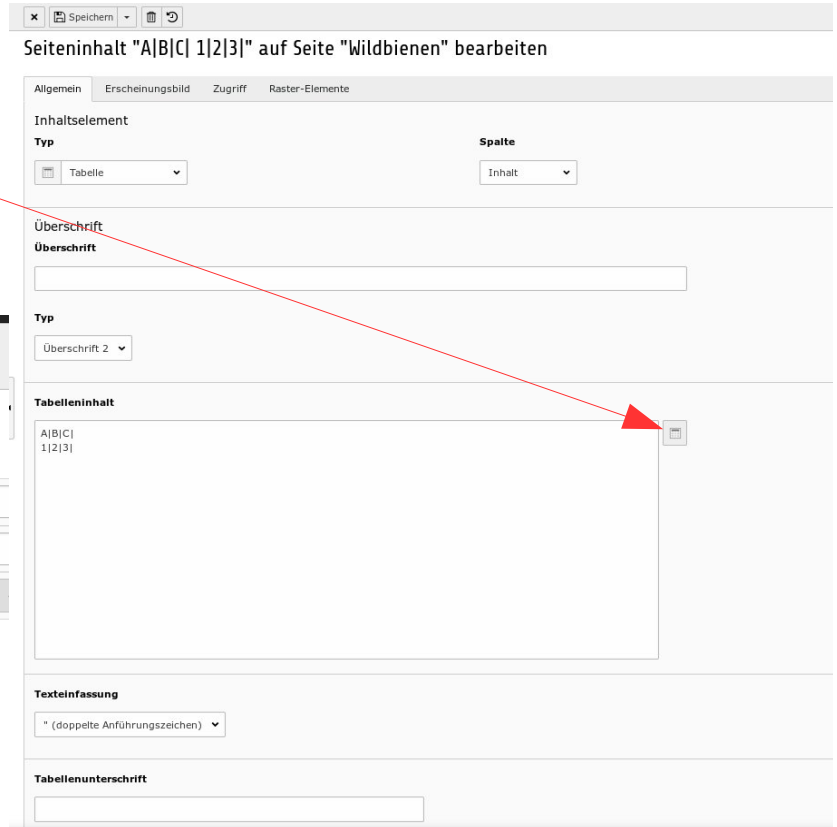 Speichern
Seiteninhalt "A|B|C| 1|2|3|" auf Seite "Wildbienen" bearbeiten
Allgemein Erscheinungsbild Zugriff Raster-Elemente
Inhaltselement
Typ Spalte
Tabelle Inhalt
Überschrift
Überschrift
Typ
Überschrift 2
Tabelleninhalt
A|B|C|
1|2|3|
Texteinfassung
" (doppelte Anführungszeichen)
Tabellenunterschrift